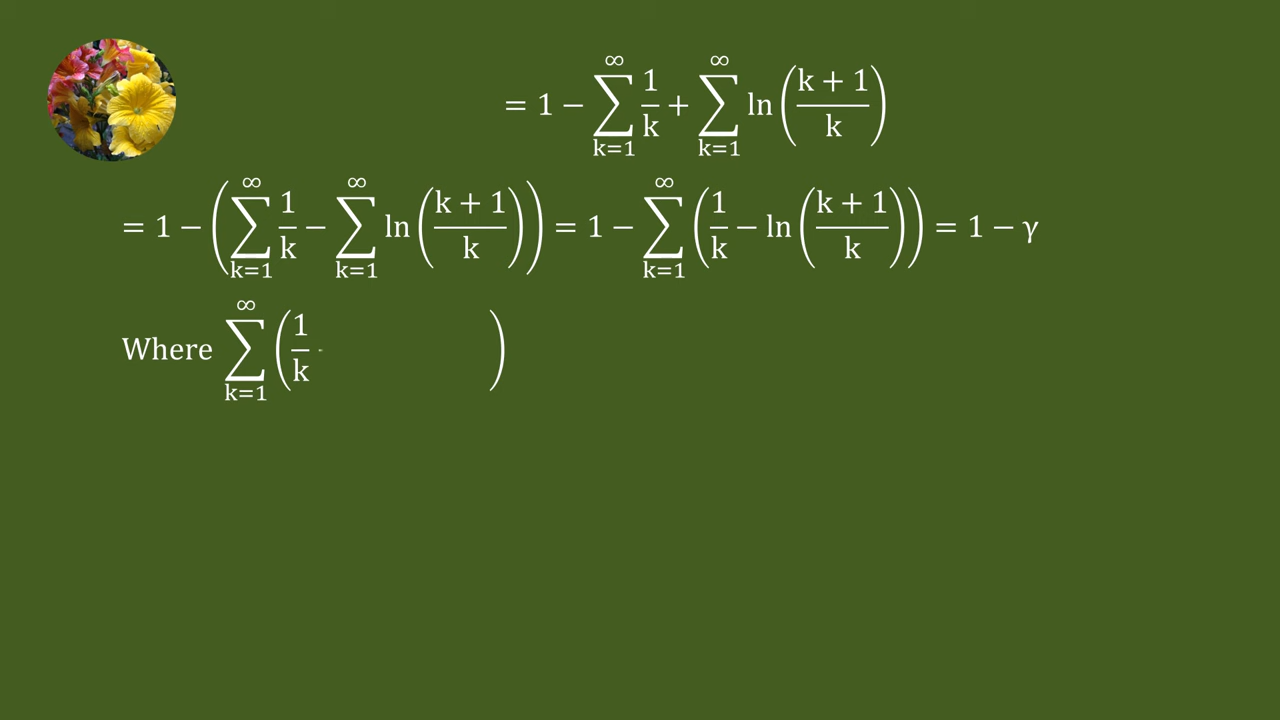 = 1 − ∑_{k=1}^{∞} 1/k + ∑_{k=1}^{∞} ln((k + 1)/k)
= 1 − (∑_{k=1}^{∞} 1/k − ∑_{k=1}^{∞} ln((k + 1)/k)) = 1 − ∑_{k=1}^{∞} (1/k − ln((k + 1)/k)) = 1 − γ
Where ∑_{k=1}^{∞} (1/k )